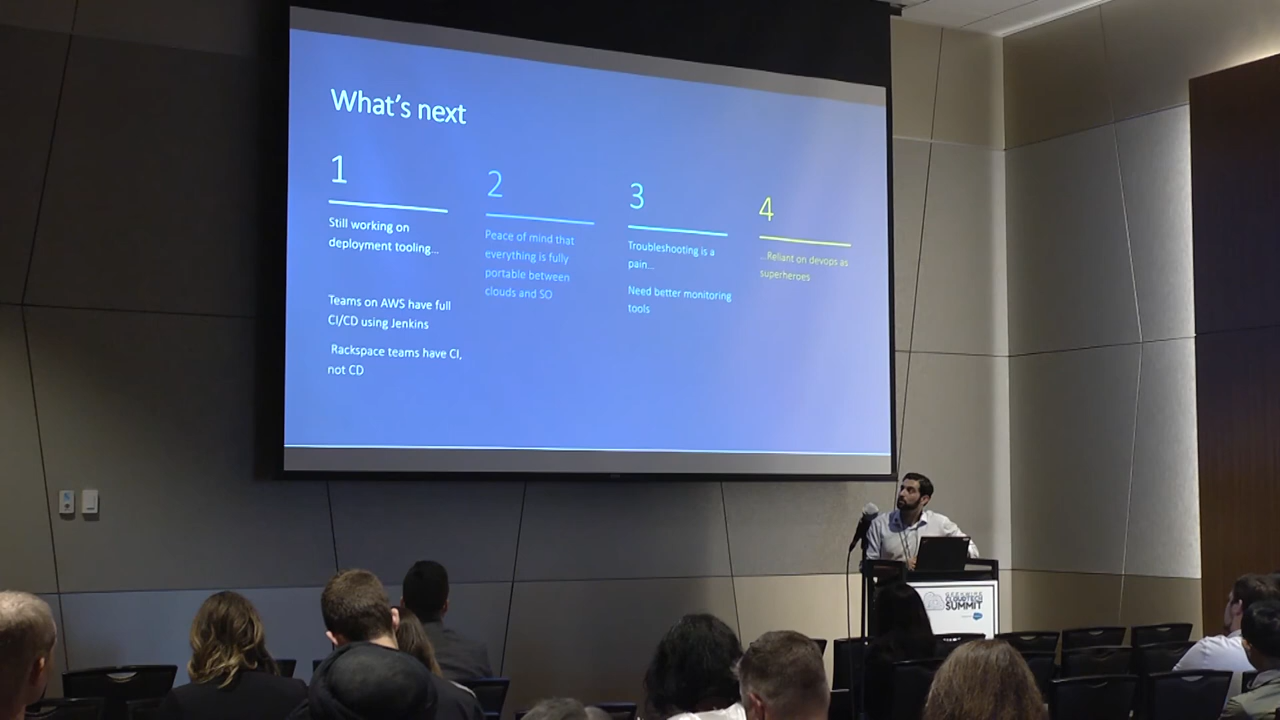 What's next
1
Still working on
deployment tooling...
Teams on AWS have full
CI/CD using Jenkins
Rackspace teams have CI,
not CD
2
Peace of mind that
everything is fully
portable between
clouds and SO
3
Troubleshooting is a
pain...
Need better monitoring
tools
4
...Reliant on devops as
superheroes
GEEKWIRE
CLOUDTECH
SUMMIT